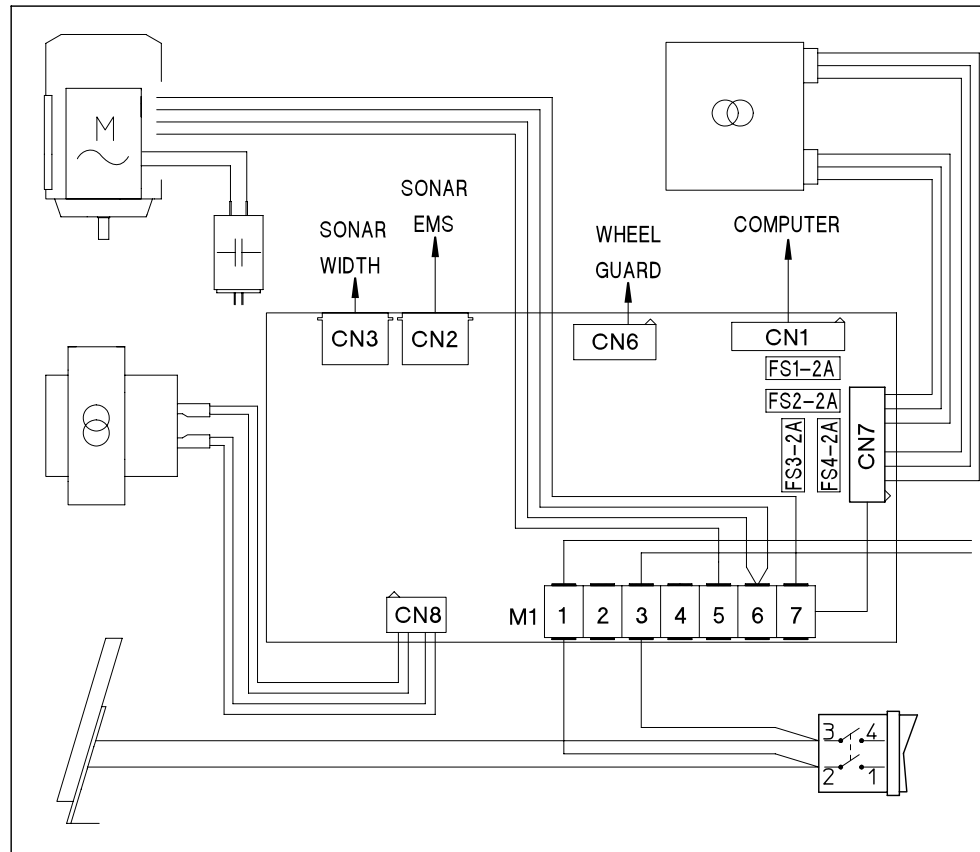 M
SONAR
EMS
SONAR
WIDTH
WHEEL
GUARD
COMPUTER
CN3
CN2
CN6
CN1
FS1-2A
FS2-2A
FS3-2A
FS4-2A
CN7
CN8
M1 1 2 3 4 5 6 7
3 4
2 1